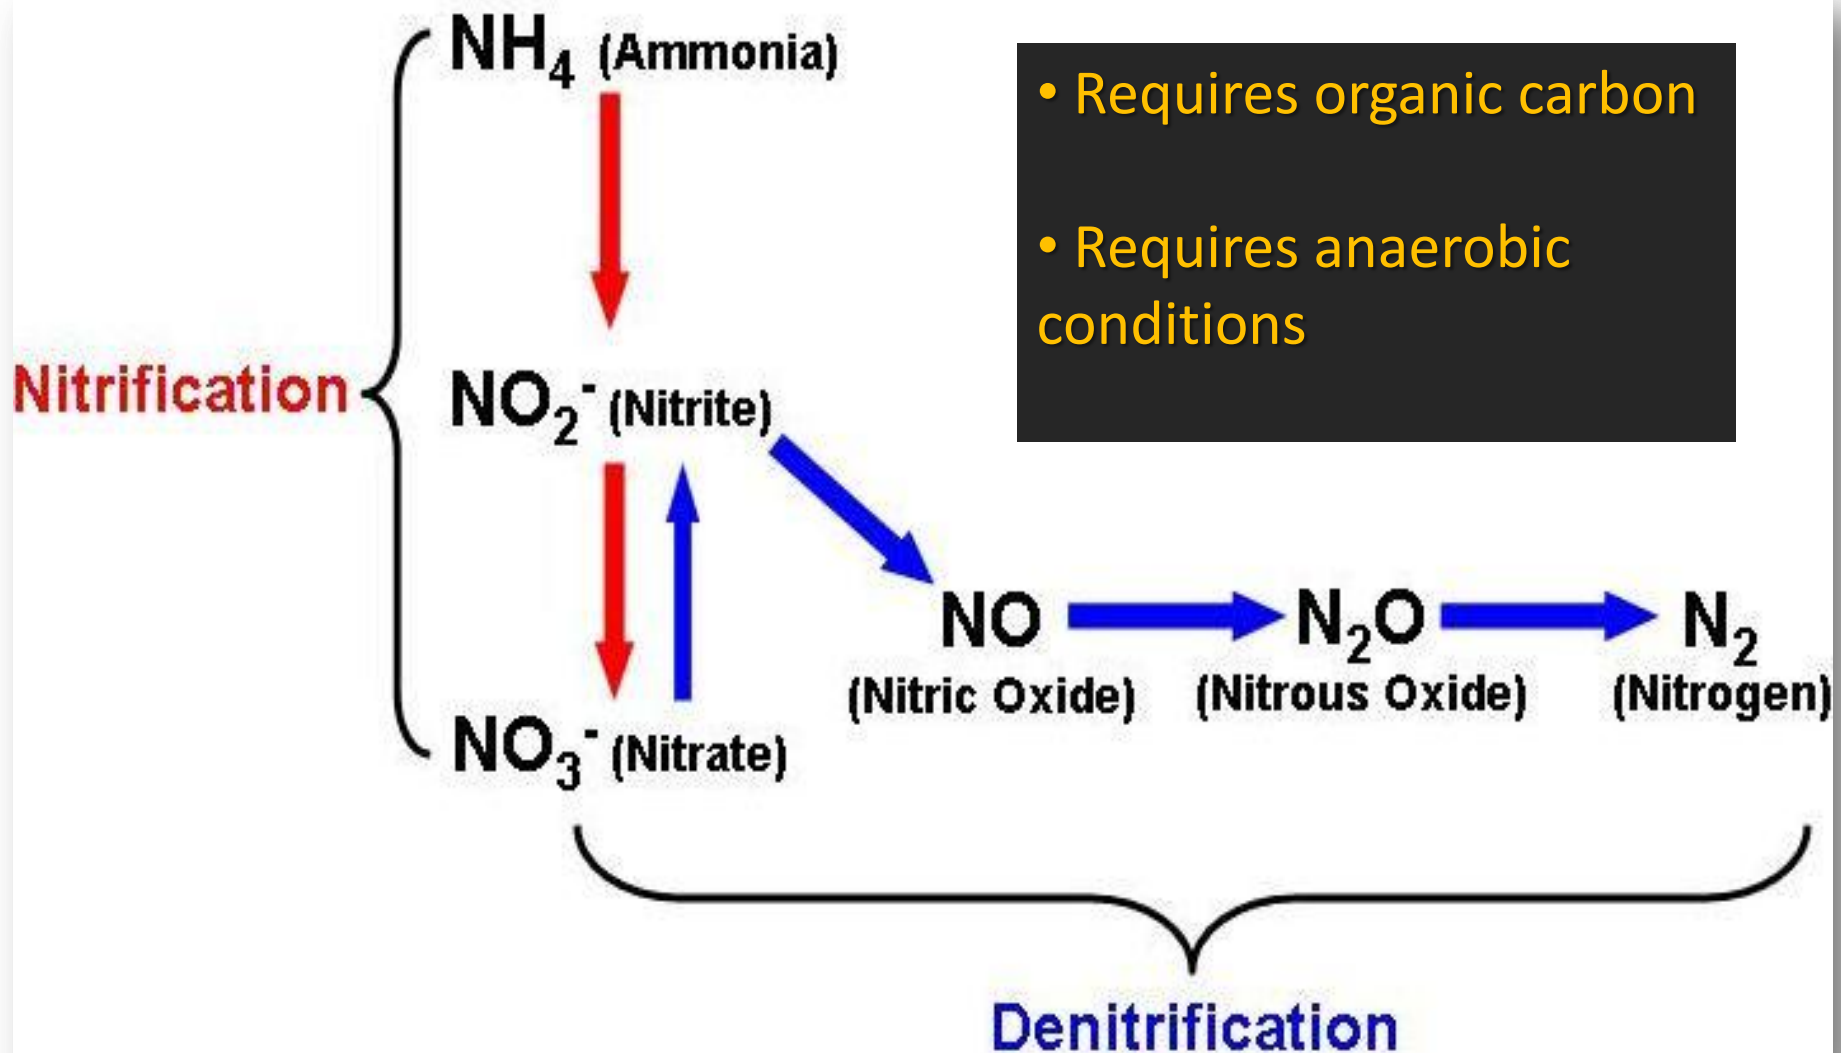 NH₄ (Ammonia)
• Requires organic carbon
• Requires anaerobic
conditions
Nitrification
NO₂⁻ (Nitrite)
NO
N₂O
N₂
(Nitric Oxide)
(Nitrous Oxide)
(Nitrogen)
NO₃⁻ (Nitrate)
Denitrification